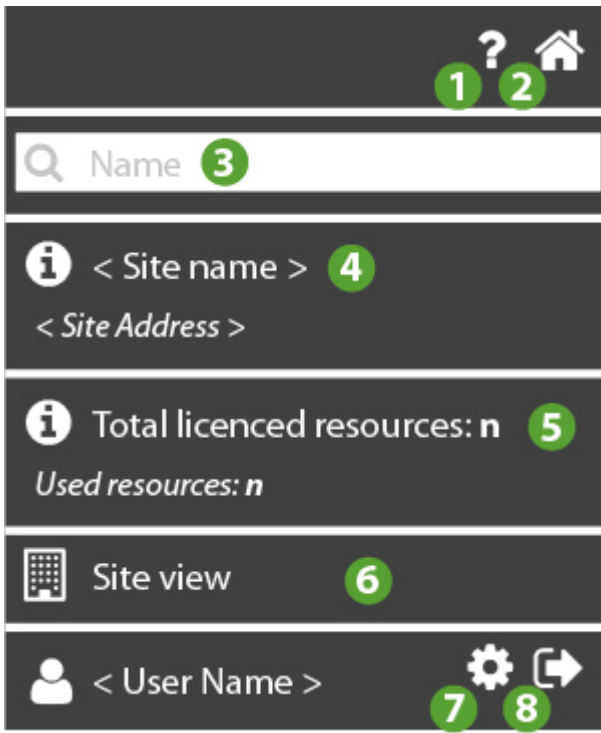 ?
1 2
Name 3
< Site name > 4
< Site Address >
Total licenced resources: n 5
Used resources: n
Site view 6
< User Name >
7 8